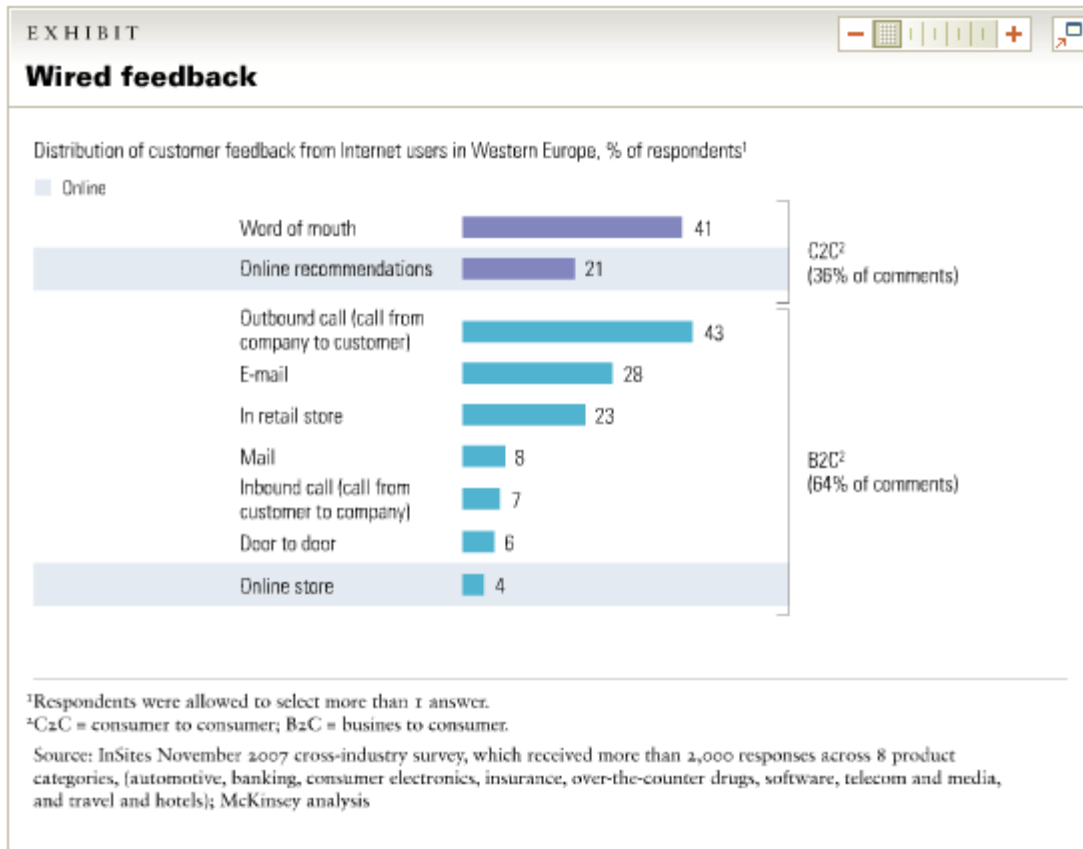 EXHIBIT
Wired feedback
Distribution of customer feedback from Internet users in Western Europe, % of respondents¹
Online
Word of mouth 41
Online recommendations 21
C2C²
(36% of comments)
Outbound call (call from
company to customer) 43
E-mail 28
In retail store 23
Mail 8
Inbound call (call from
customer to company) 7
Door to door 6
Online store 4
B2C²
(64% of comments)
¹Respondents were allowed to select more than 1 answer.
²C2C = consumer to consumer; B2C = busines to consumer.
Source: InSites November 2007 cross-industry survey, which received more than 2,000 responses across 8 product
categories, (automotive, banking, consumer electronics, insurance, over-the-counter drugs, software, telecom and media,
and travel and hotels); McKinsey analysis